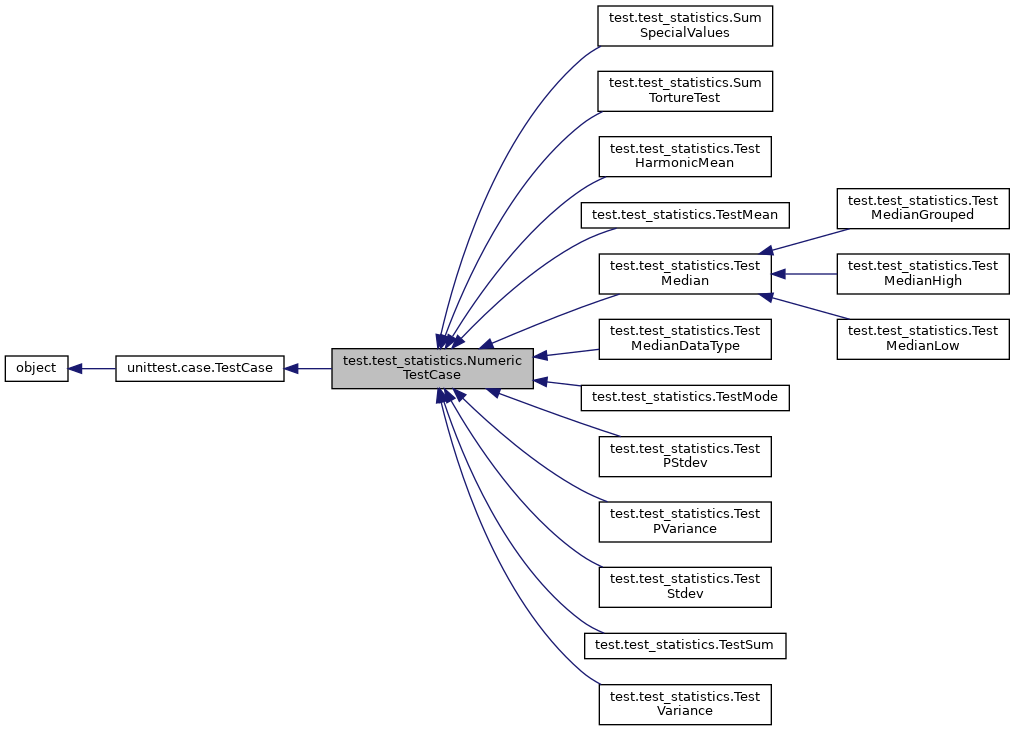 test.test_statistics.Sum
SpecialValues
test.test_statistics.Sum
TortureTest
test.test_statistics.Test
HarmonicMean
test.test_statistics.TestMean
test.test_statistics.Test
MedianGrouped
test.test_statistics.Test
Median
test.test_statistics.Test
MedianHigh
test.test_statistics.Test
MedianDataType
test.test_statistics.Test
MedianLow
object
unittest.case.TestCase
test.test_statistics.Numeric
TestCase
test.test_statistics.TestMode
test.test_statistics.Test
PStdev
test.test_statistics.Test
PVariance
test.test_statistics.Test
Stdev
test.test_statistics.TestSum
test.test_statistics.Test
Variance